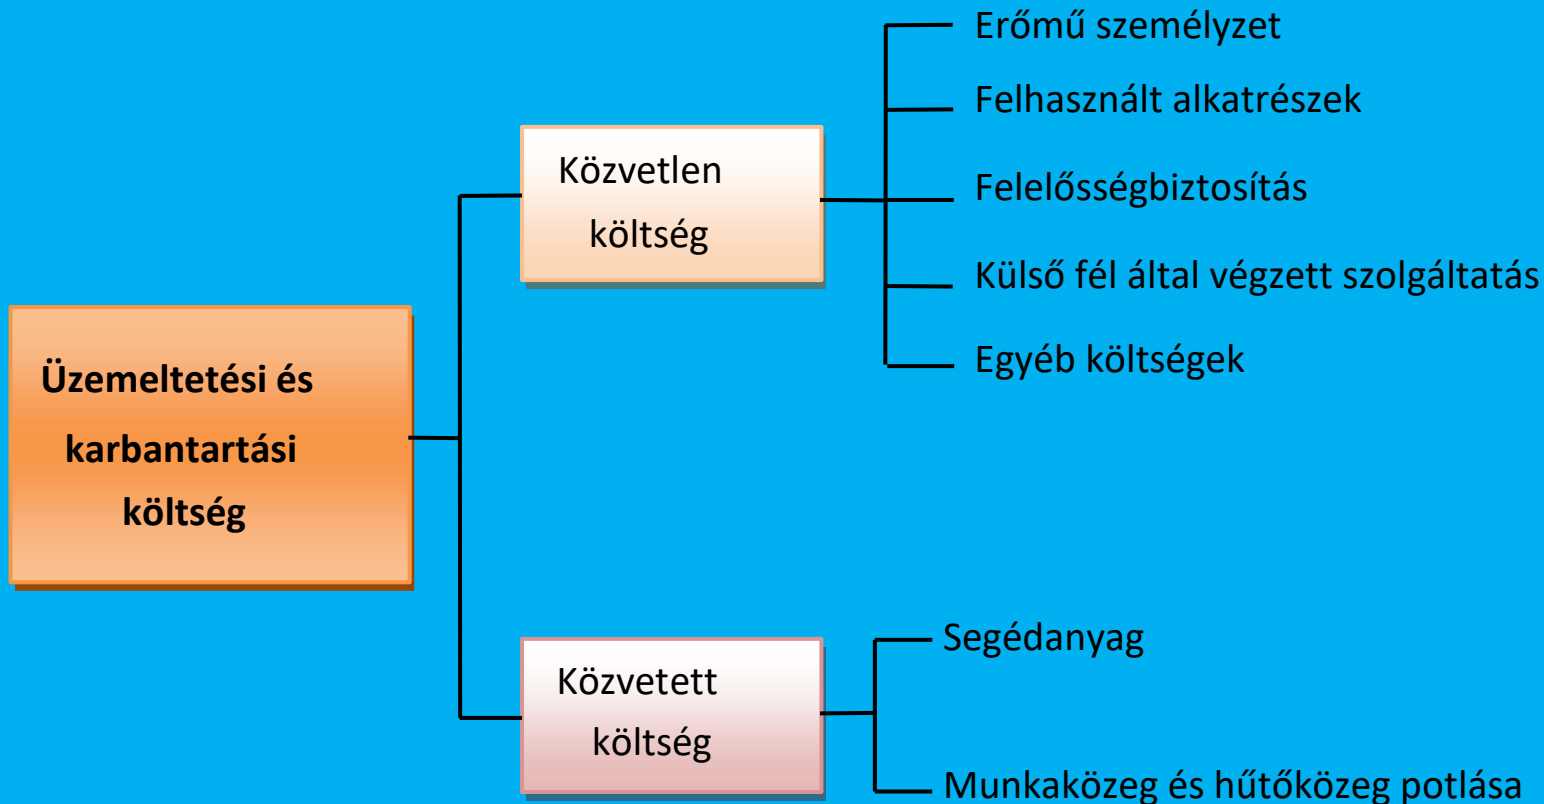 Üzemeltetési és
karbantartási
költség
Közvetlen
költség
Erőmű személyzet
Felhasznált alkatrészek
Felelősségbiztosítás
Külső fél által végzett szolgáltatás
Egyéb költségek
Közvetett
költség
Segédanyag
Munkaközeg és hűtőközeg potlása